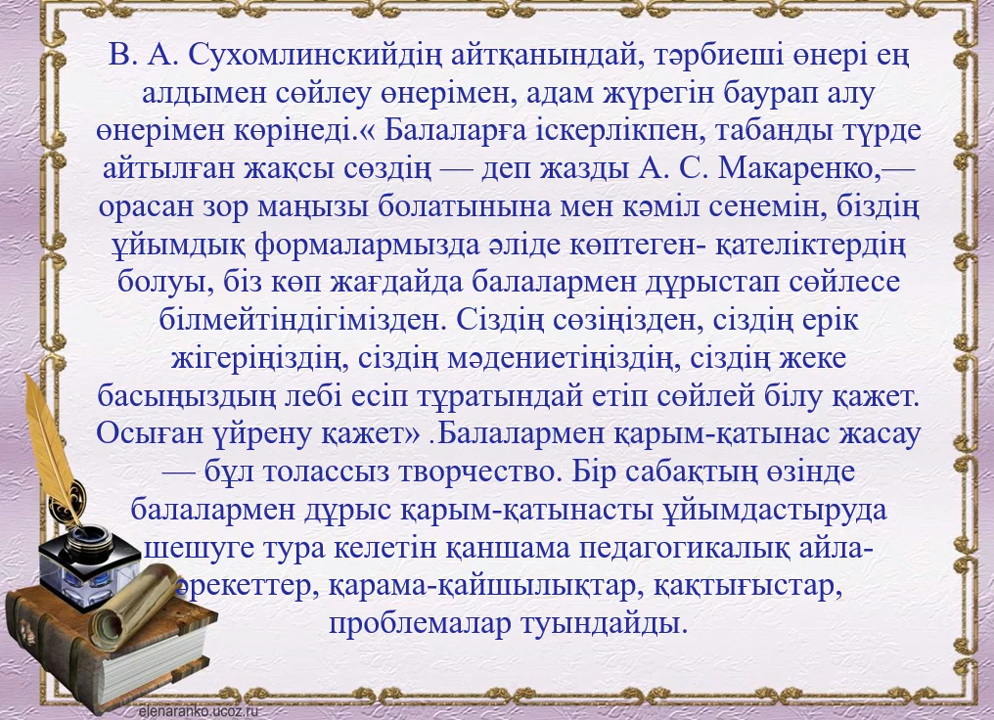 В. А. Сухомлинскийдің айтқанындай, тәрбиеші өнері ең
алдымен сөйлеу өнерімен, адам жүрегін баурап алу
өнерімен көрінеді.« Балаларға іскерлікпен, табанды түрде
айтылған жақсы сөздің — деп жазды А. С. Макаренко,—
орасан зор маңызы болатынына мен кәміл сенемін, біздің
ұйымдық формалармызда әліде көптеген- қателіктердің
болуы, біз көп жағдайда балалармен дұрыстап сөйлесе
білмейтіндігімізден. Сіздің сөзіңізден, сіздің ерік
жігеріңіздің, сіздің мәдениетіңіздің, сіздің жеке
басыңыздың лебі есіп тұратындай етіп сөйлей білу қажет.
Осыған үйрену қажет» .Балалармен қарым-қатынас жасау
— бұл толассыз творчество. Бір сабақтың өзінде
балалармен дұрыс қарым-қатынасты ұйымдастыруда
шешуге тура келетін қаншама педагогикалық айла-
әрекеттер, қарама-қайшылықтар, қақтығыстар,
проблемалар туындайды.
elenaranko.ucoz.ru